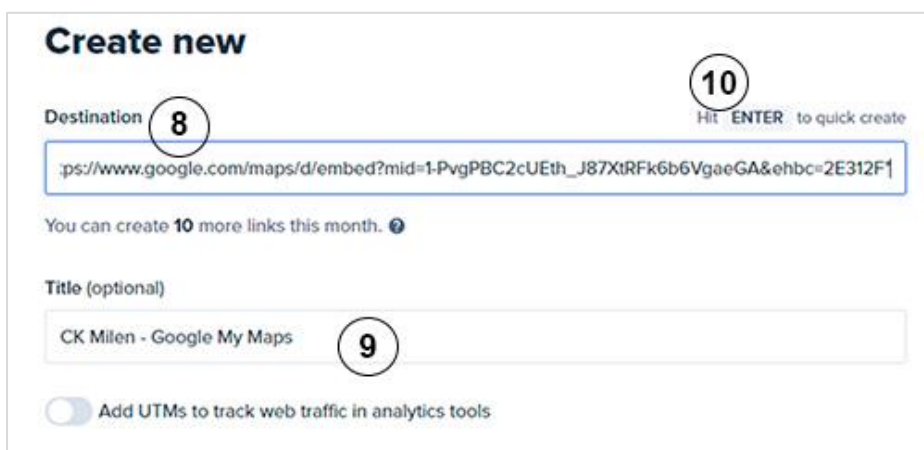 Create new
10
Destination 8 Hit ENTER to quick create
:ps://www.google.com/maps/d/embed?mid=1-PvgPBC2cUEth_J87XtRFk6b6VgaeGA&ehbc=2E312F
You can create 10 more links this month.
Title (optional)
CK Milen - Google My Maps 9
Add UTMs to track web traffic in analytics tools